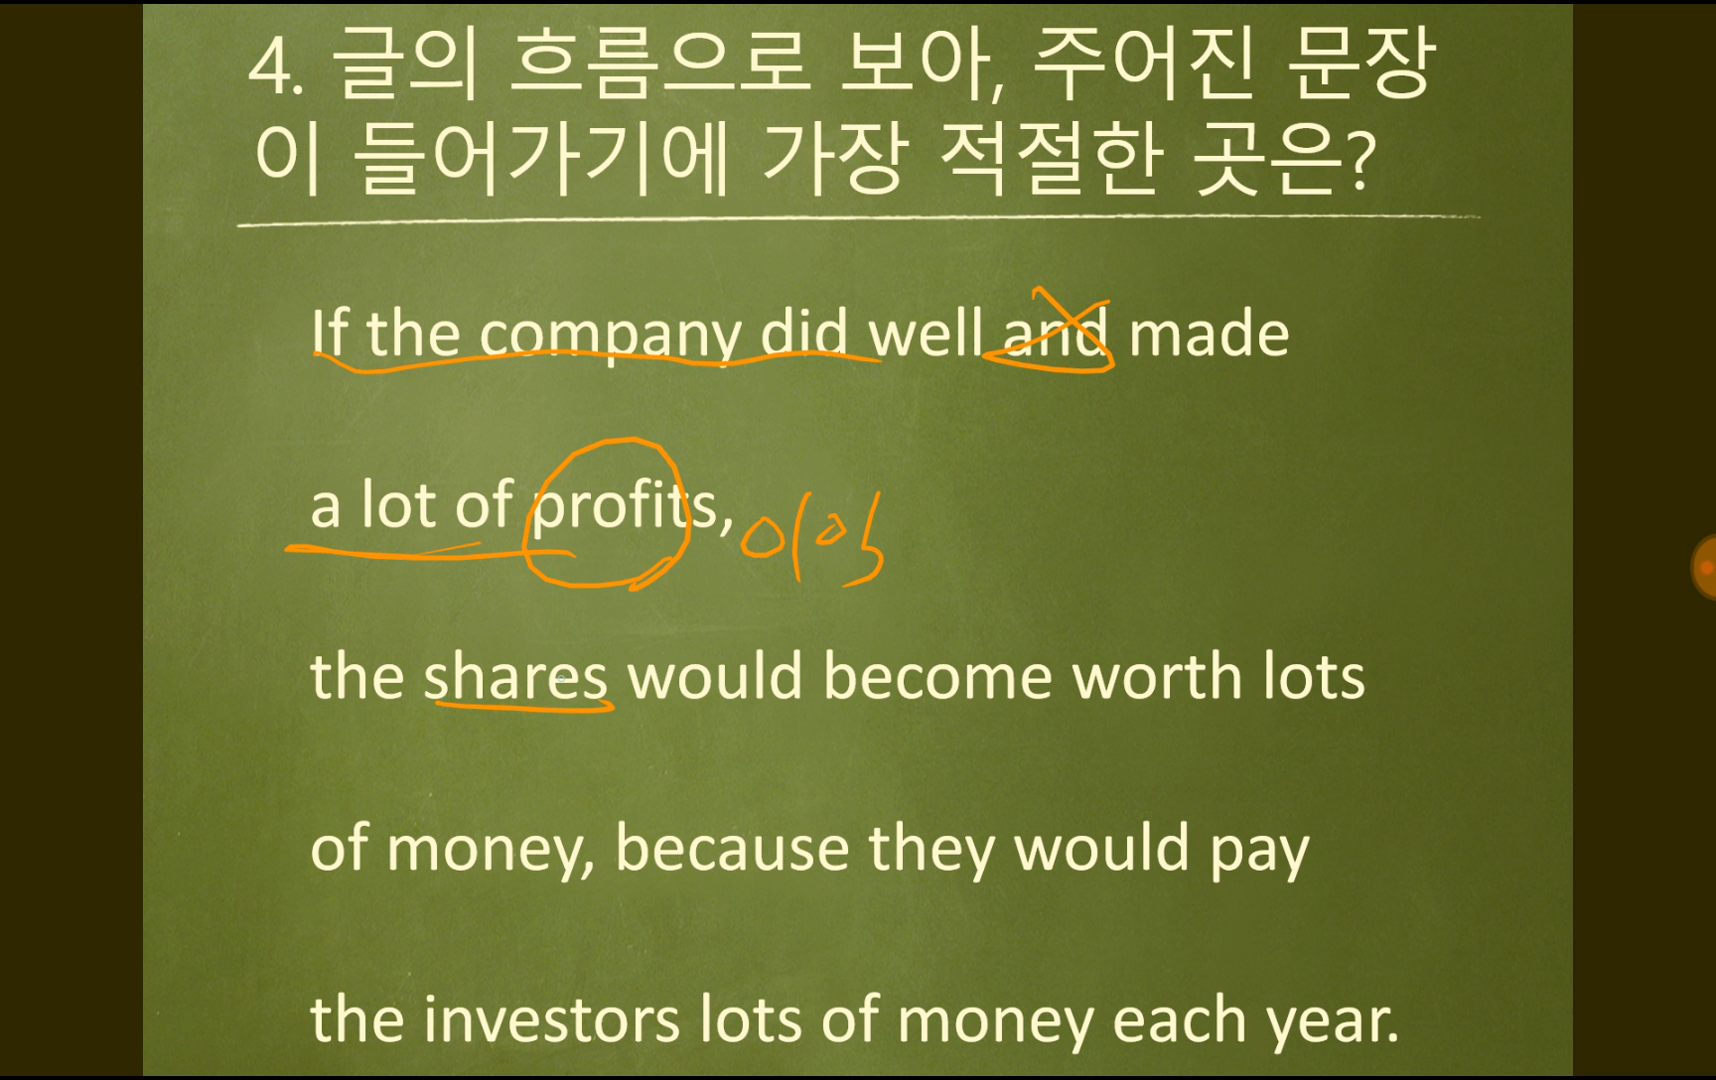 4. 글의 흐름으로 보아, 주어진 문장
이 들어가기에 가장 적절한 곳은?
If the company did well and made
a lot of profits, 이익
the shares would become worth lots
of money, because they would pay
the investors lots of money each year.